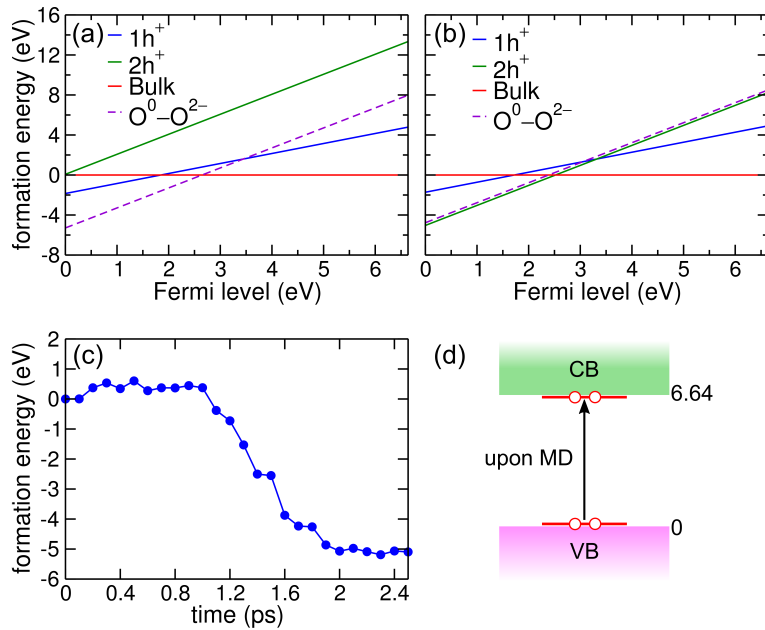 (a)
1h⁺
2h⁺
Bulk
O⁰−O²⁻
formation energy (eV)
16
12
8
4
0
-4
-8
0 1 2 3 4 5 6
Fermi level (eV)
(b)
1h⁺
2h⁺
Bulk
O⁰−O²⁻
0 1 2 3 4 5 6
Fermi level (eV)
(c)
formation energy (eV)
2
1
0
-1
-2
-3
-4
-5
-6
0 0.4 0.8 1.2 1.6 2 2.4
time (ps)
(d)
CB
6.64
upon MD
0
VB